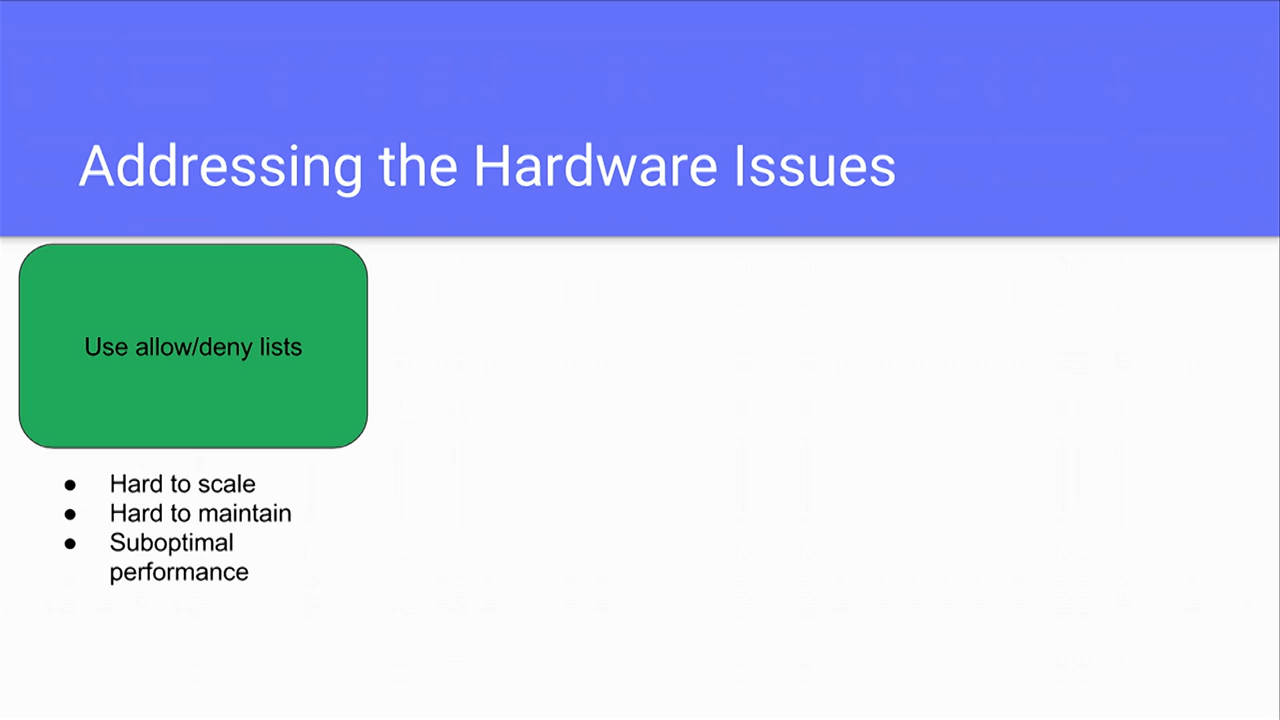 Addressing the Hardware Issues
Use allow/deny lists
● Hard to scale
● Hard to maintain
● Suboptimal
performance